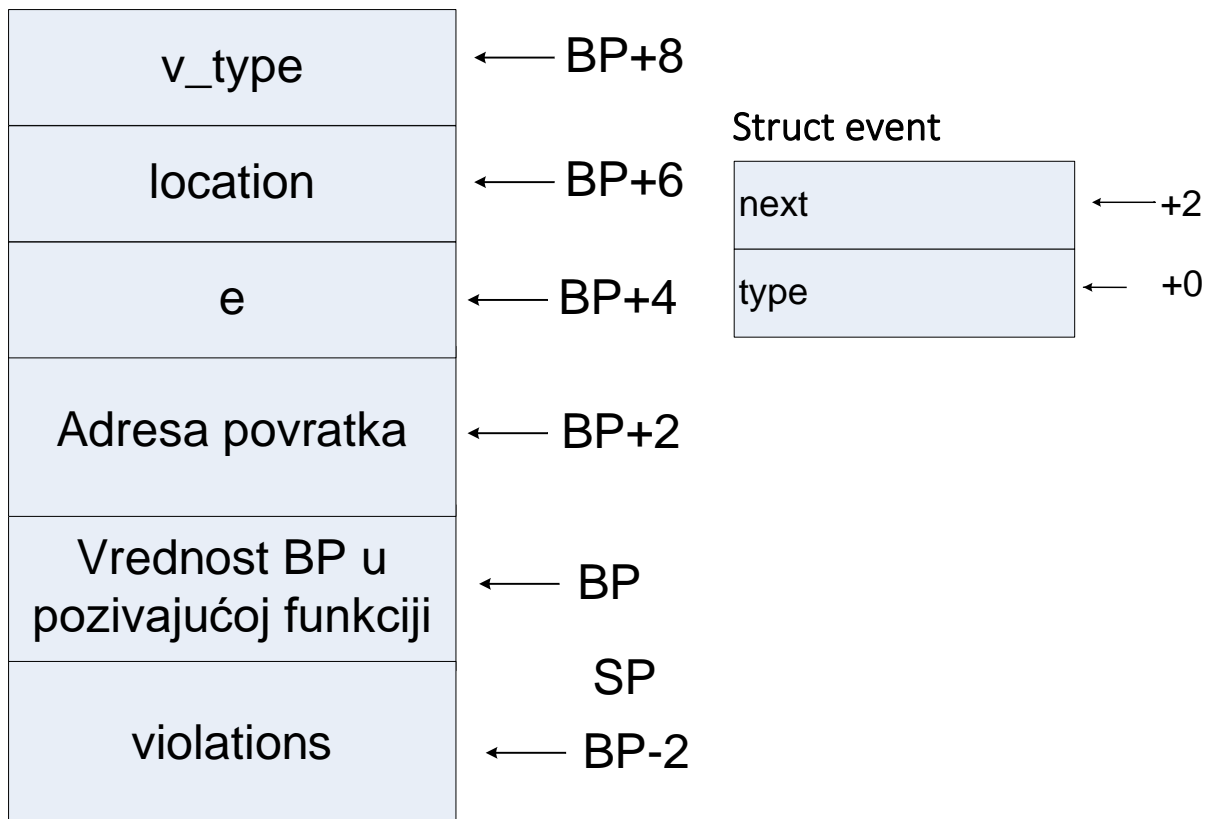 v_type
BP+8
location
BP+6
e
BP+4
Adresa povratka
BP+2
Vrednost BP u
pozivajućoj funkciji
BP
SP
violations
BP-2
Struct event
next
+2
type
+0